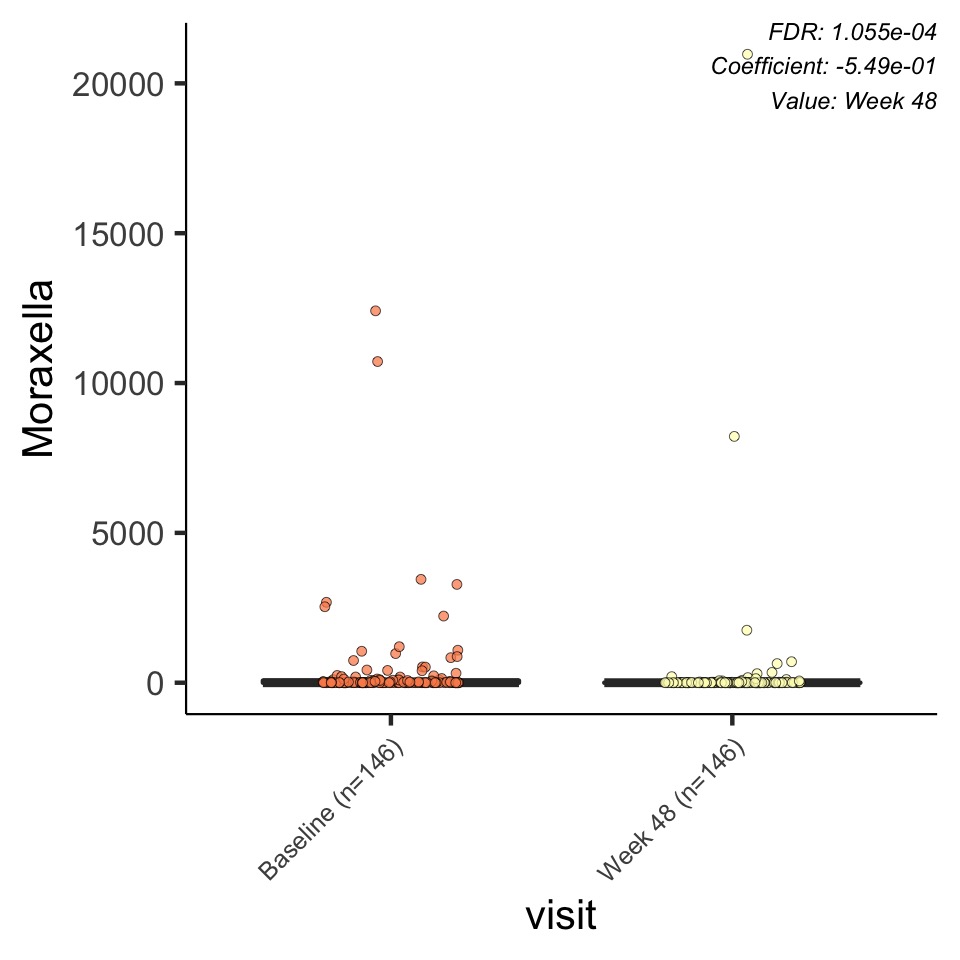 FDR: 1.055e-04
Coefficient: -5.49e-01
Value: Week 48
20000
15000
10000
5000
0
Moraxella
Baseline (n=146)
Week 48 (n=146)
visit